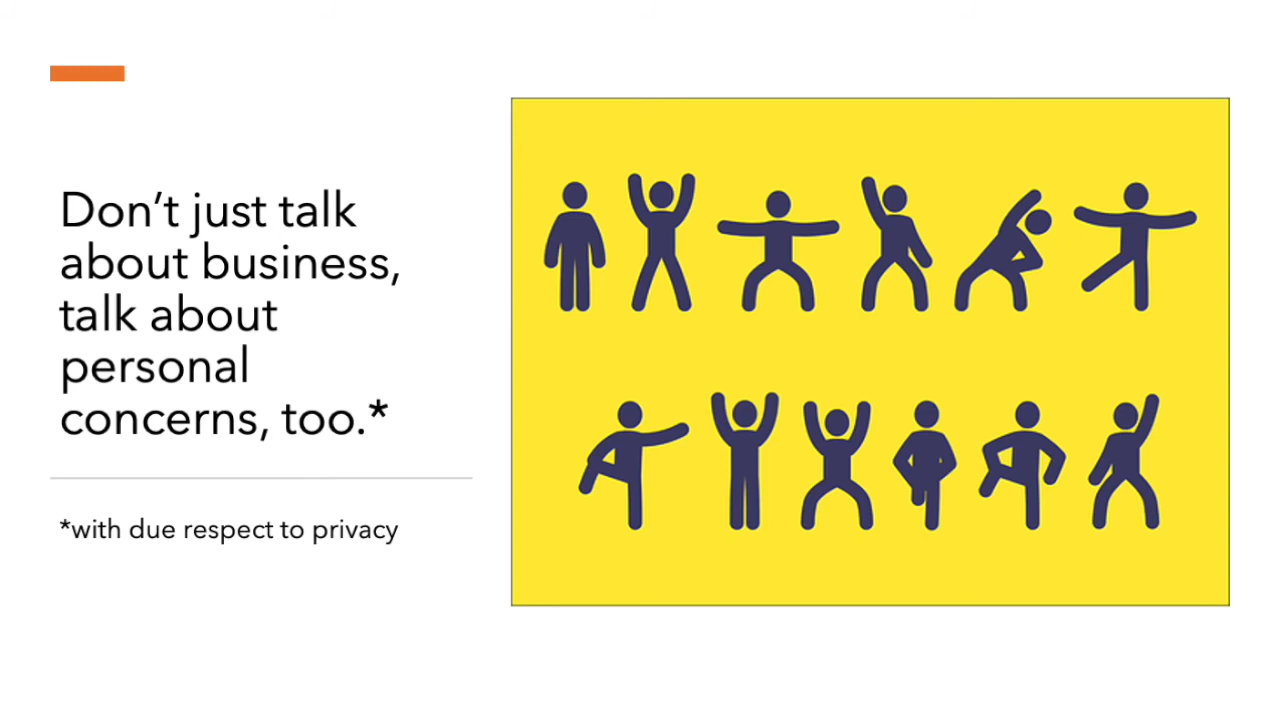 Don’t just talk
about business,
talk about
personal
concerns, too.*
*with due respect to privacy